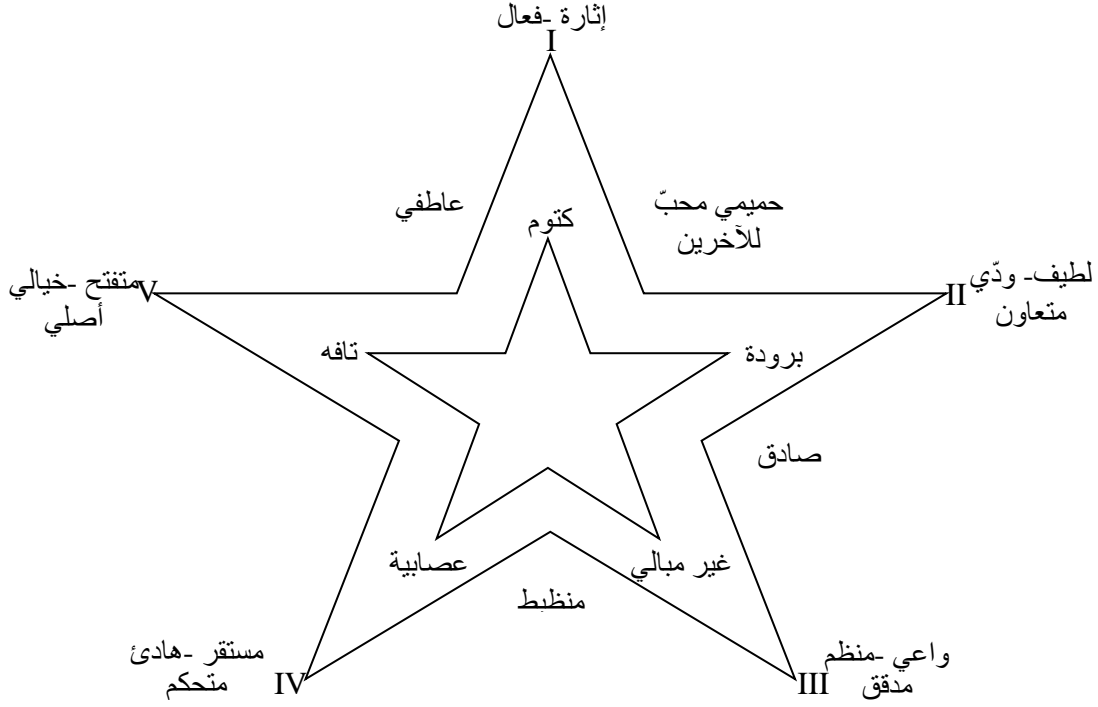 إثارة -فعال
I
عاطفي
حميمي محبّ
للآخرين
كتوم
متفتح -خيالي
أصلي
V
II
لطيف- ودّي
متعاون
تافه
برودة
صادق
عصابية
غير مبالي
منظبط
مستقر -هادئ
متحكم
IV
III
واعي -منظم
مدقق